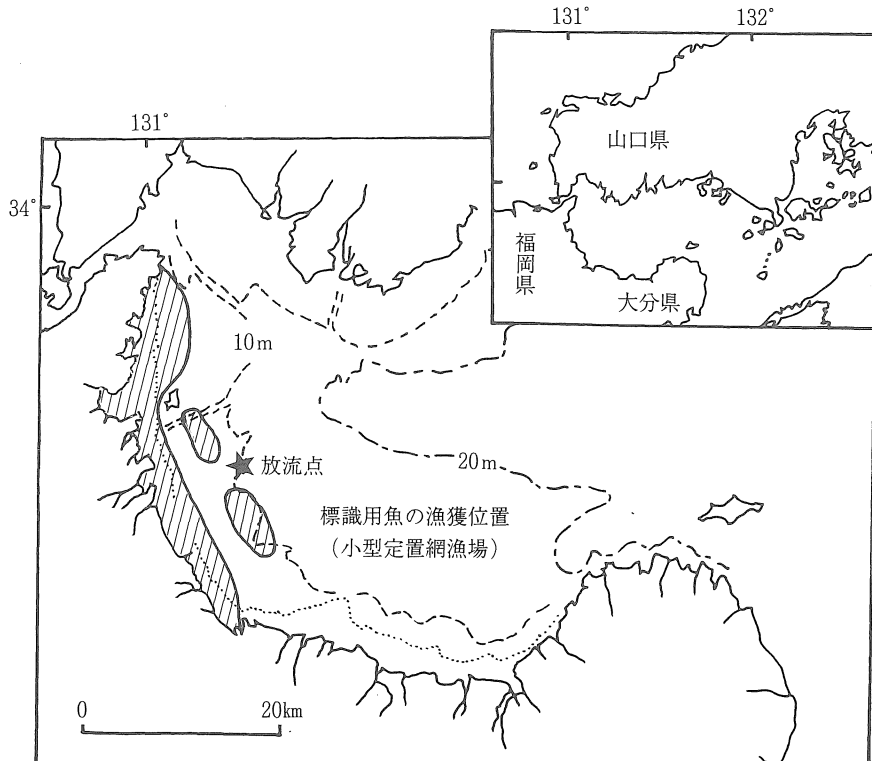 131°
132°
山口県
福岡県
大分県
131°
34°
10m
20m
放流点
標識用魚の漁獲位置
(小型定置網漁場)
0
20km